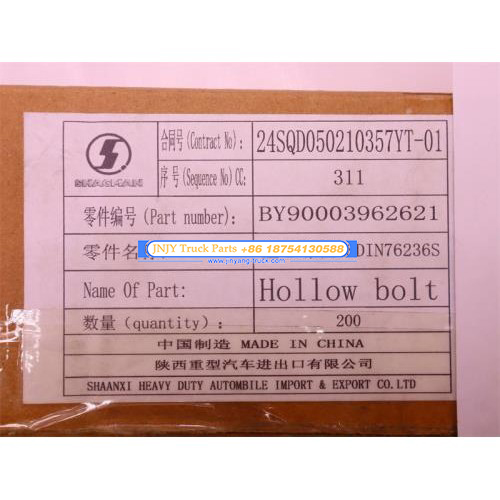 SHACMAN
合同号(Contract No): 24SQD050210357YT-01
序号(Sequence No)CC: 311
零件编号(Part number): BY90003962621
零件名 DIN76236S
JNJY Truck Parts +86 18754130588
www.jinyang-truck.com
Name Of Part: Hollow bolt
数量(quantity): 200
中国制造 MADE IN CHINA
陕西重型汽车进出口有限公司
SHAANXI HEAVY DUTY AUTOMBILE IMPORT & EXPORT CO.LTD